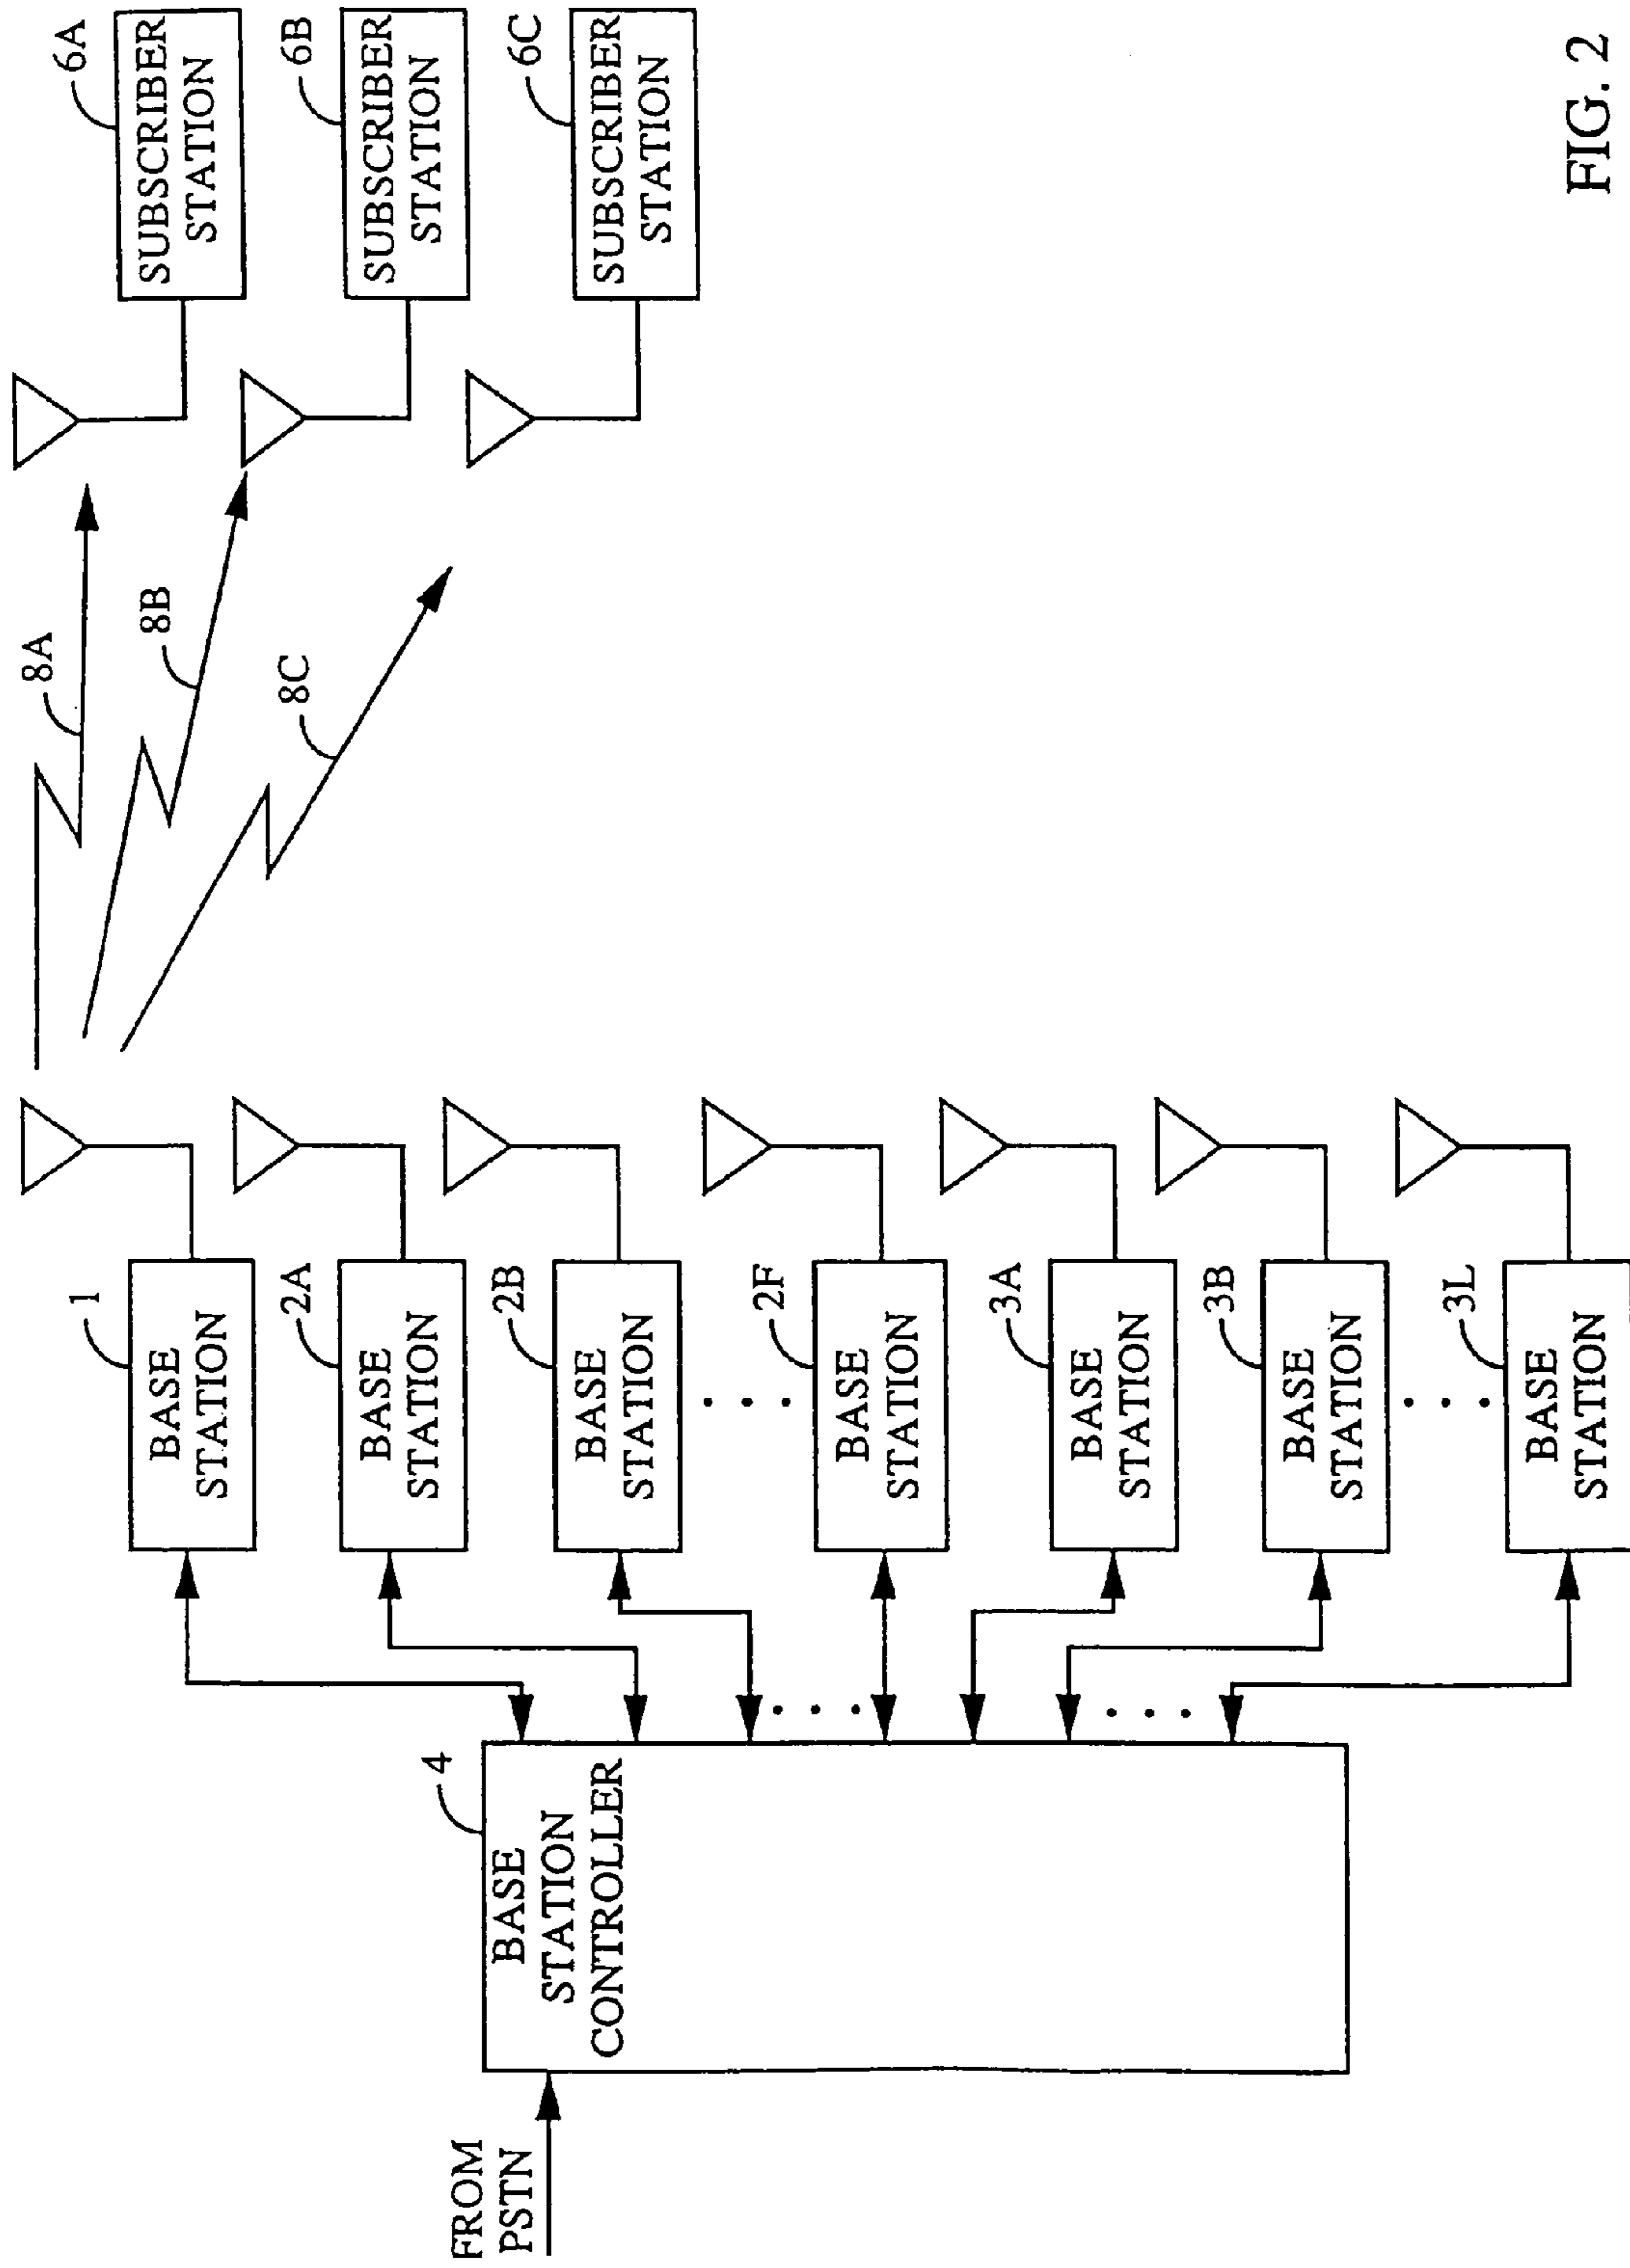 FROM
PSTN
4
BASE
STATION
CONTROLLER
1
BASE
STATION
2A
BASE
STATION
2B
BASE
STATION
2F
BASE
STATION
3A
BASE
STATION
3B
BASE
STATION
3L
BASE
STATION
8A
8B
8C
6A
SUBSCRIBER
STATION
6B
SUBSCRIBER
STATION
6C
SUBSCRIBER
STATION
FIG. 2